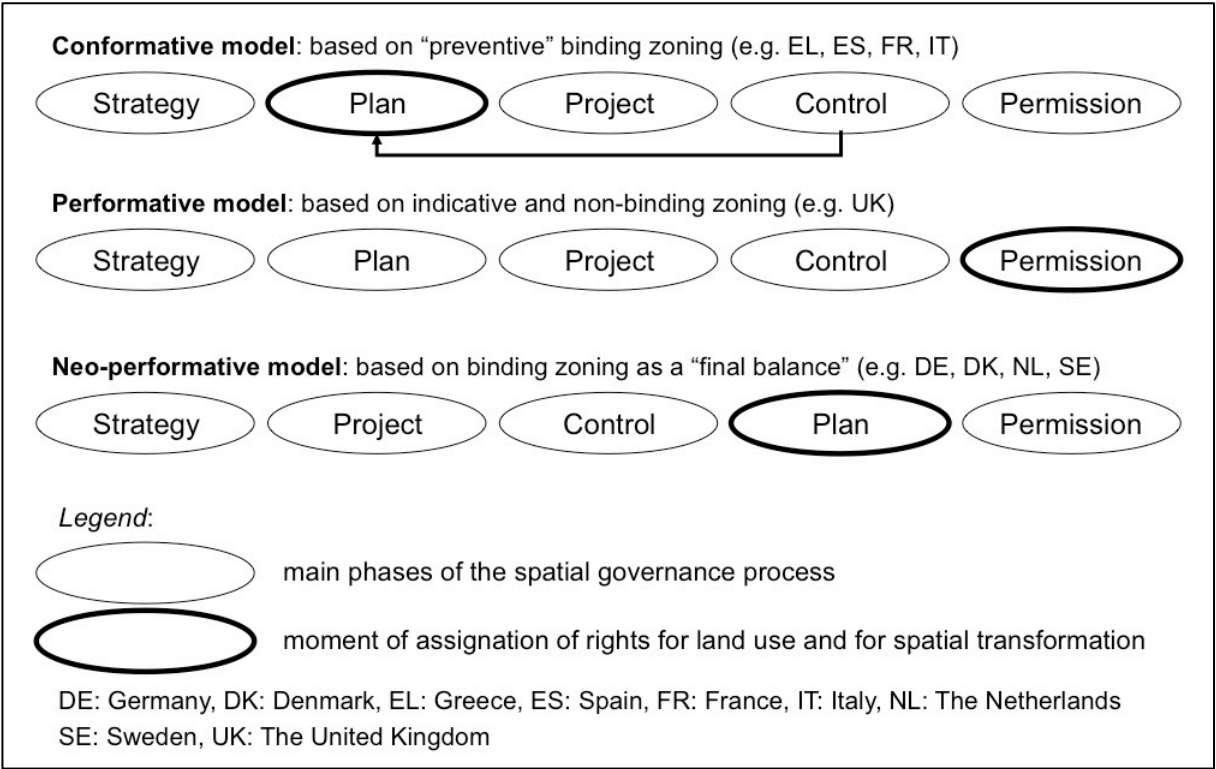 Conformative model: based on “preventive” binding zoning (e.g. EL, ES, FR, IT)
Strategy Plan Project Control Permission
Performative model: based on indicative and non-binding zoning (e.g. UK)
Strategy Plan Project Control Permission
Neo-performative model: based on binding zoning as a “final balance” (e.g. DE, DK, NL, SE)
Strategy Project Control Plan Permission
Legend:
main phases of the spatial governance process
moment of assignation of rights for land use and for spatial transformation
DE: Germany, DK: Denmark, EL: Greece, ES: Spain, FR: France, IT: Italy, NL: The Netherlands
SE: Sweden, UK: The United Kingdom